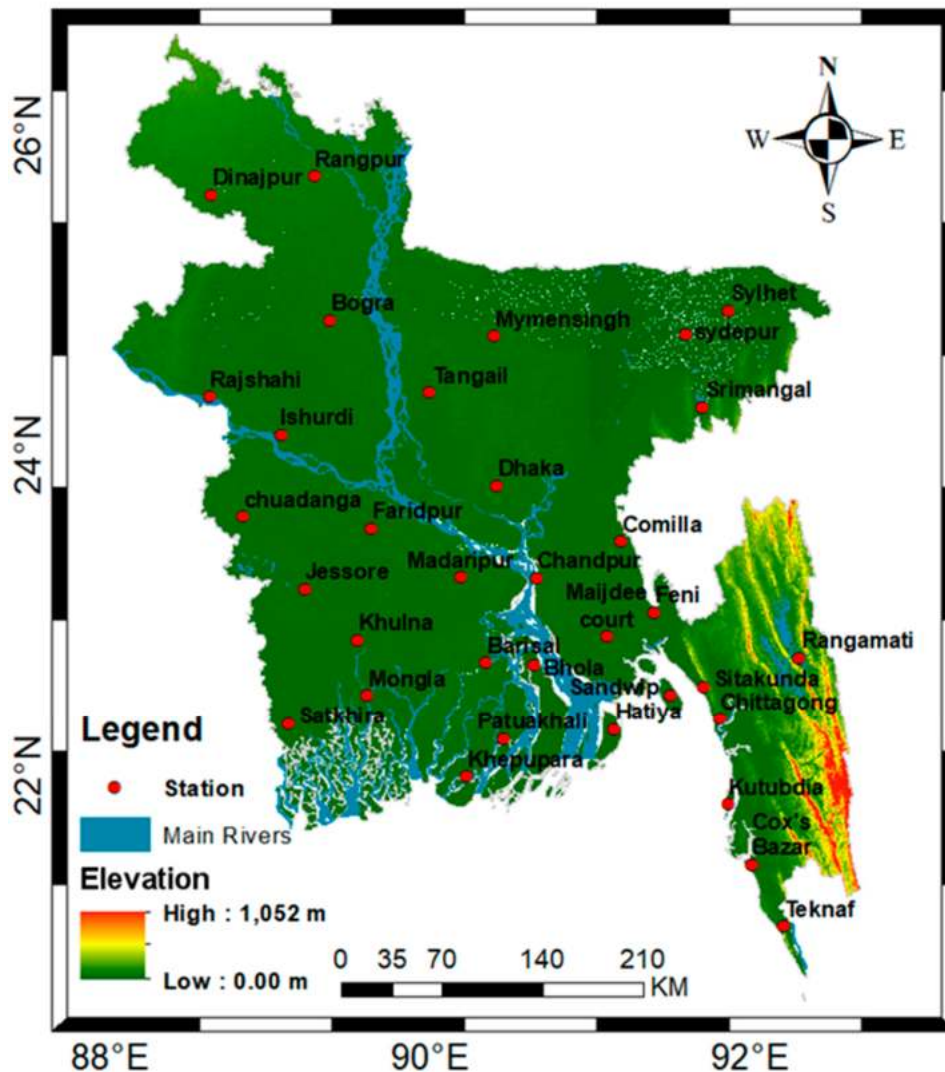 N
W
E
S
26°N
24°N
22°N
Rangpur
Dinajpur
Bogra
Mymensingh
Sylhet
sydepur
Rajshahi
Tangail
Srimangal
Ishurdi
Dhaka
chuadanga
Faridpur
Comilla
Jessore
Madaripur
Chandpur
Maijdee
court
Feni
Khulna
Barisal
Bhola
Rangamati
Mongla
Sandwip
Sitakunda
Chittagong
Satkhira
Patuakhali
Hatiya
Khepupara
Kutubdia
Cox's
Bazar
Teknaf
Legend
Station
Main Rivers
Elevation
High : 1,052 m
Low : 0.00 m
0 35 70 140 210
KM
88°E 90°E 92°E